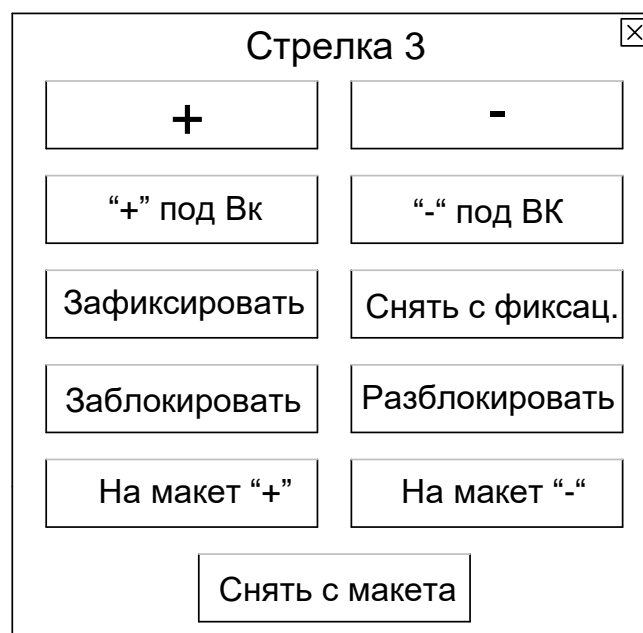 Стрелка 3
+
-
“+” под Вк
“-“ под ВК
Зафиксировать
Снять с фиксац.
Заблокировать
Разблокировать
На макет “+”
На макет “-“
Снять с макета